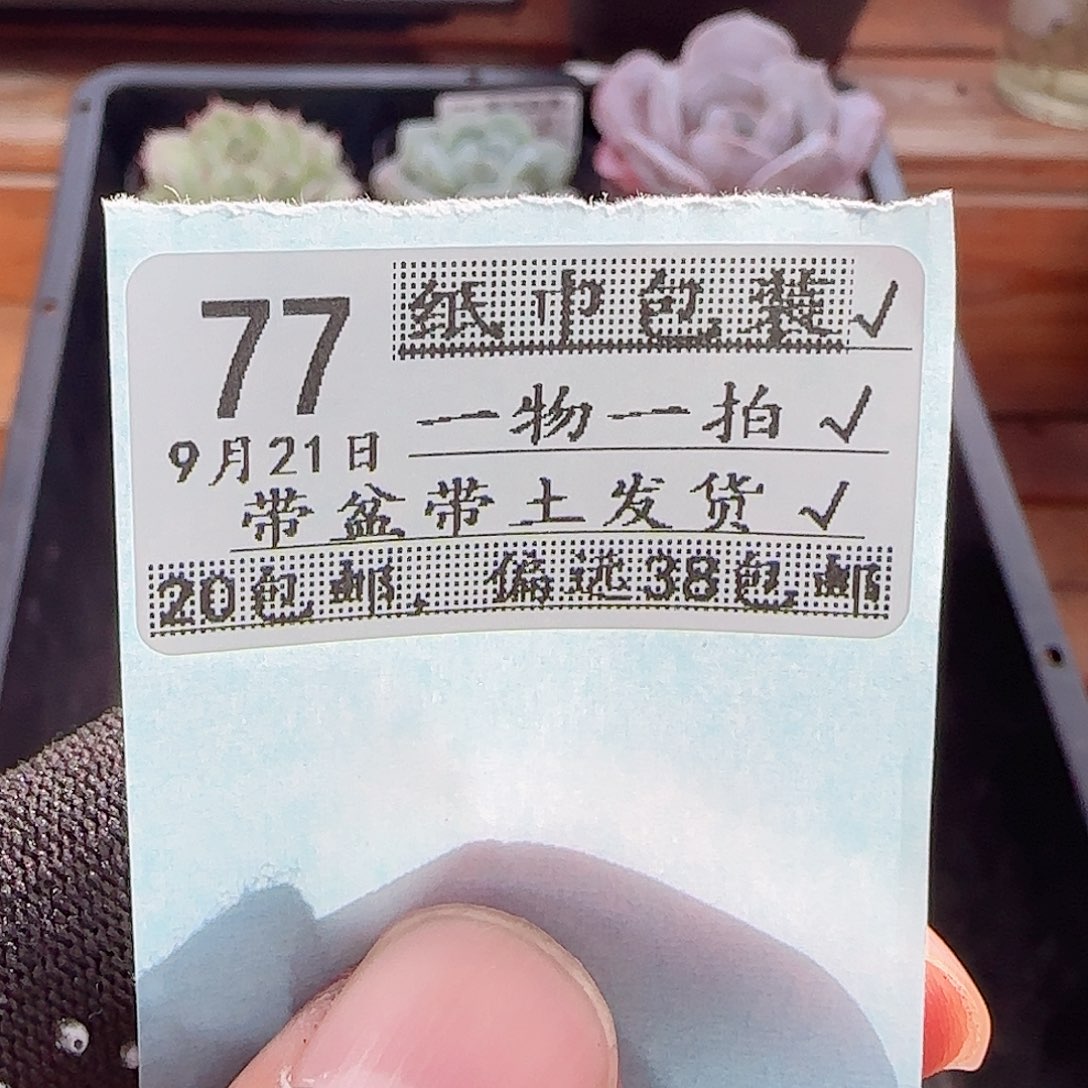 77
纸巾包装✓
一物一拍✓
9月21日
带盆带土发货✓
20包邮，偏远38包邮